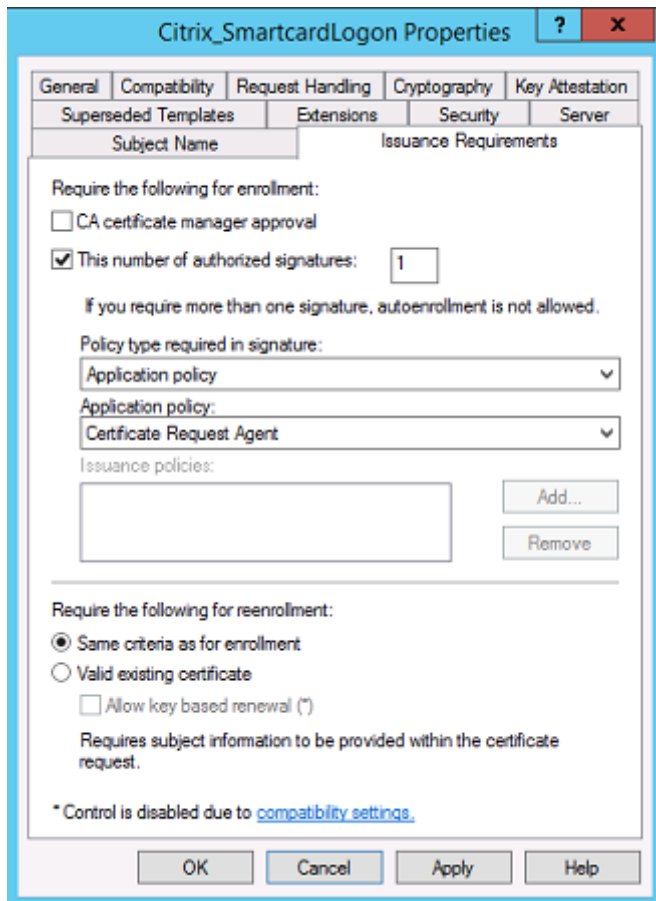 Citrix_SmartcardLogon Properties
? x
General Compatibility Request Handling Cryptography Key Attestation
Superseded Templates Extensions Security Server
Subject Name Issuance Requirements
Require the following for enrollment:
CA certificate manager approval
This number of authorized signatures: 1
If you require more than one signature, autoenrollment is not allowed.
Policy type required in signature:
Application policy
Application policy:
Certificate Request Agent
Issuance policies:
Add...
Remove
Require the following for reenrollment:
Same criteria as for enrollment
Valid existing certificate
Allow key based renewal (*)
Requires subject information to be provided within the certificate
request.
* Control is disabled due to compatibility settings.
OK Cancel Apply Help